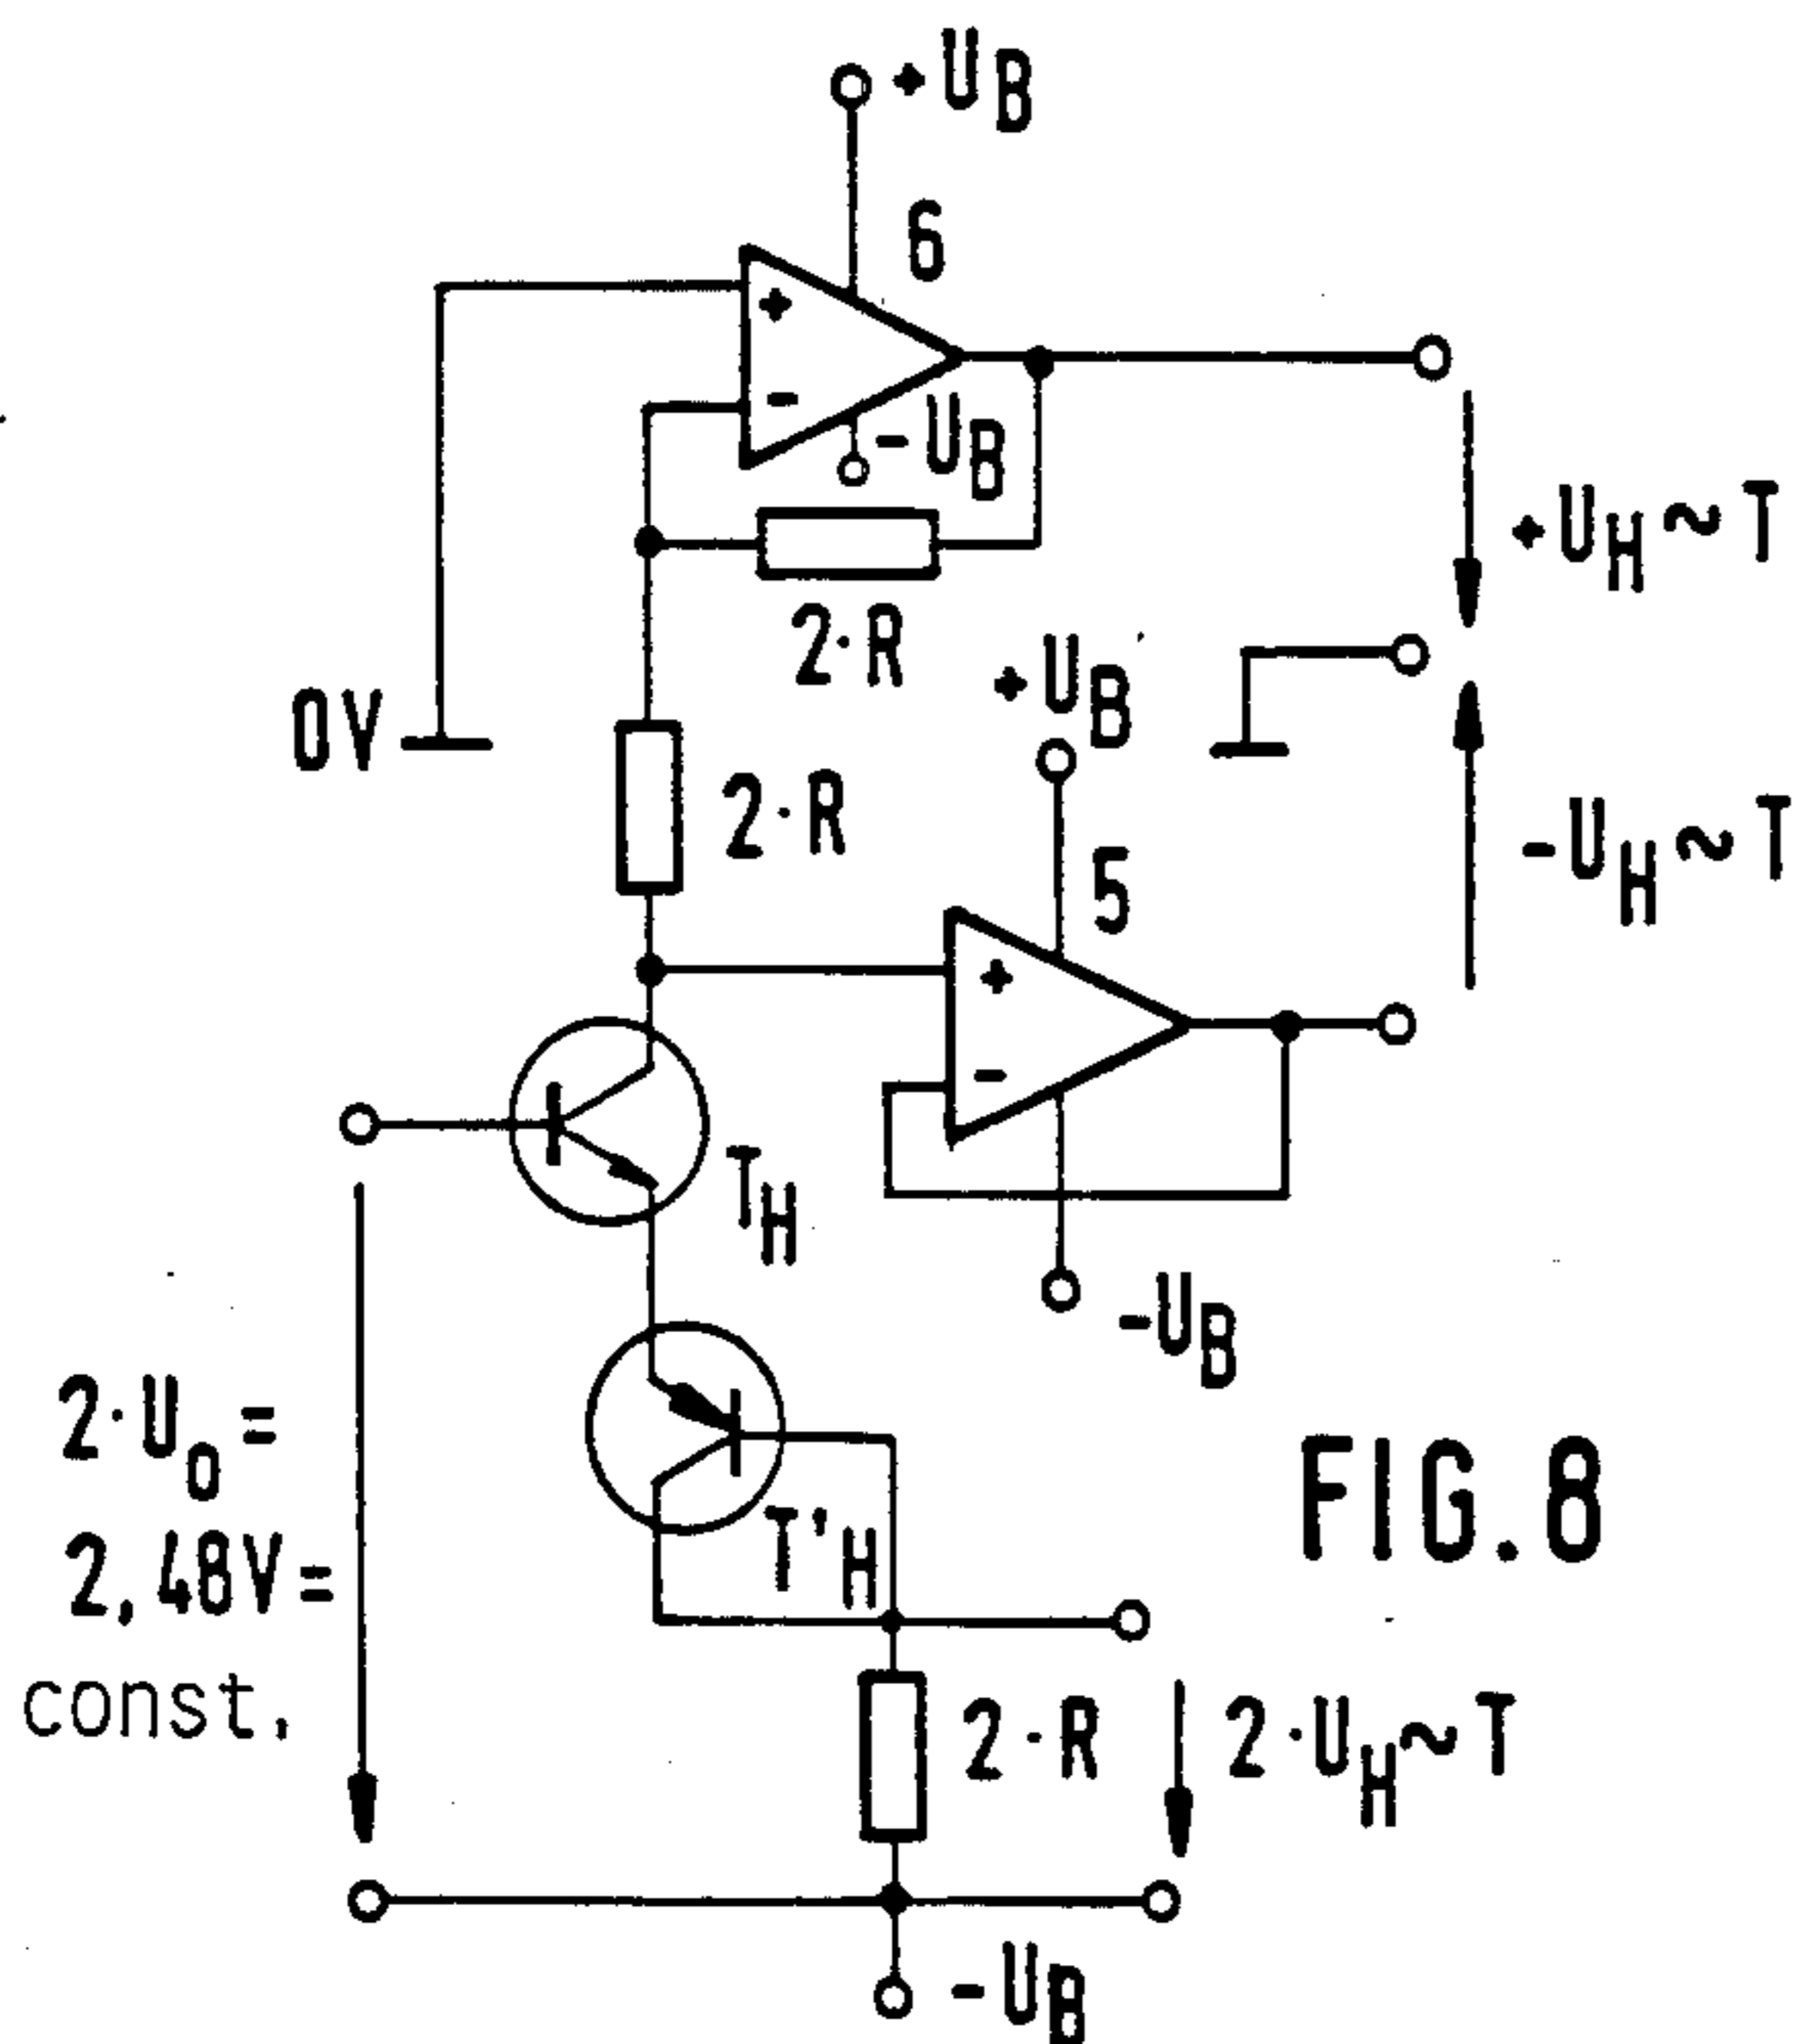 +U_B
6
+
-
-U_B
+U_H ~ T
2·R
+U_B
0V
2·R
-U_H ~ T
5
+
-
T_H
-U_B
2·U_0 =
2,48V =
const.
T'_H
FIG.8
2·R
2·U_H ~ T
-U_B